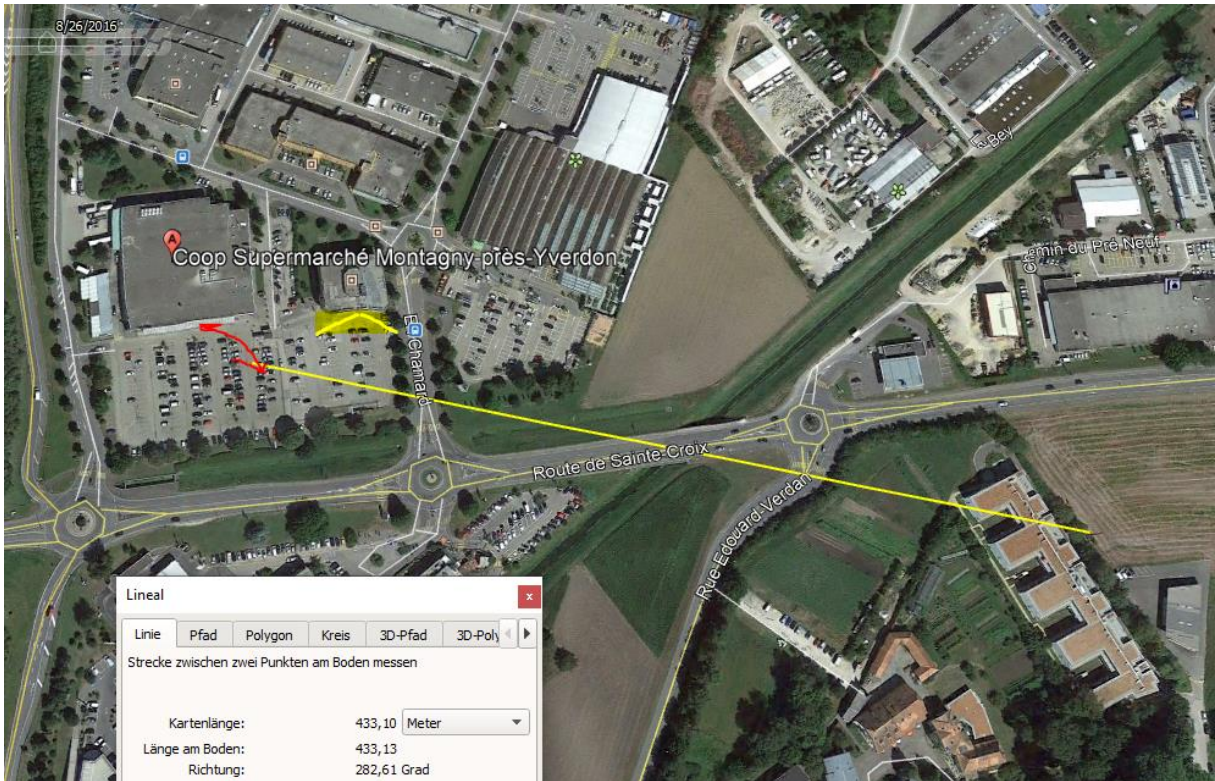 8/26/2016
Bey
Chemin du Pré Neuf
A
Coop Supermarché Montagny-près-Yverdon
En Chamard
Route de Sainte-Croix
Rue Edouard-Verdan
Lineal
x
Linie Pfad Polygon Kreis 3D-Pfad
Strecke zwischen zwei Punkten am Boden messen
Kartenlänge: 433,10 Meter
Länge am Boden: 433,13
Richtung: 282,61 Grad